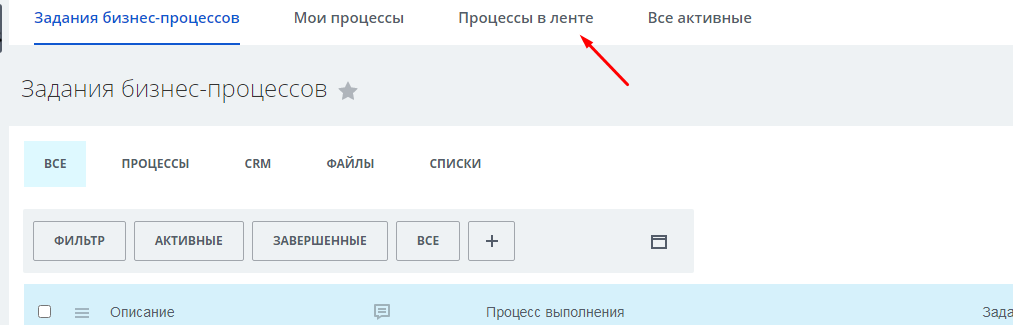 Задания бизнес-процессов Мои процессы Процессы в ленте Все активные
Задания бизнес-процессов
ВСЕ ПРОЦЕССЫ CRM ФАЙЛЫ СПИСКИ
ФИЛЬТР АКТИВНЫЕ ЗАВЕРШЕННЫЕ ВСЕ +
Описание Процесс выполнения Зада